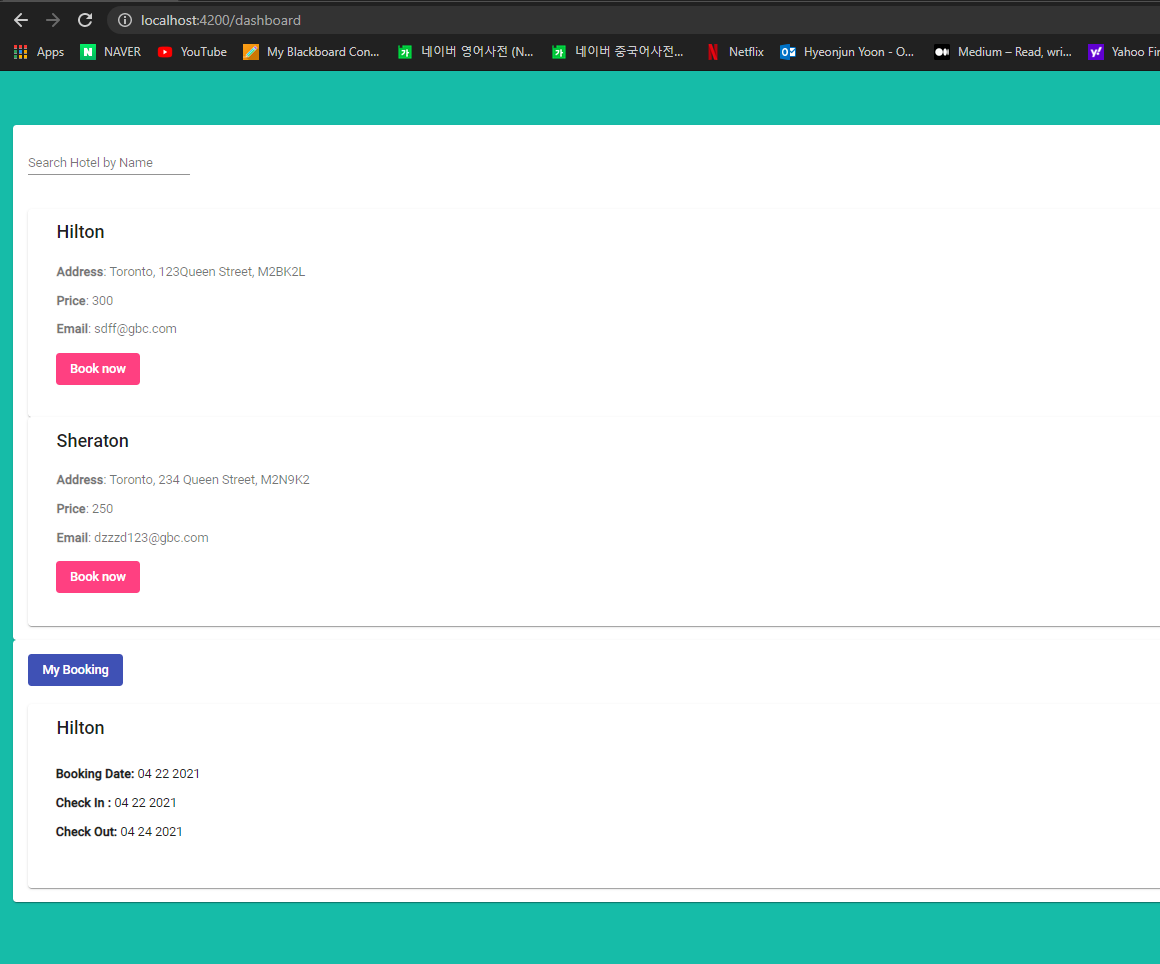 localhost:4200/dashboard
Apps NAVER YouTube My Blackboard Con... 네이버 영어사전 (N... 네이버 중국어사전... Netflix Hyeonjun Yoon - O... Medium – Read, wri... Yahoo Fin
Search Hotel by Name
Hilton
Address: Toronto, 123Queen Street, M2BK2L
Price: 300
Email: sdff@gbc.com
Book now
Sheraton
Address: Toronto, 234 Queen Street, M2N9K2
Price: 250
Email: dzzzd123@gbc.com
Book now
My Booking
Hilton
Booking Date: 04 22 2021
Check In : 04 22 2021
Check Out: 04 24 2021